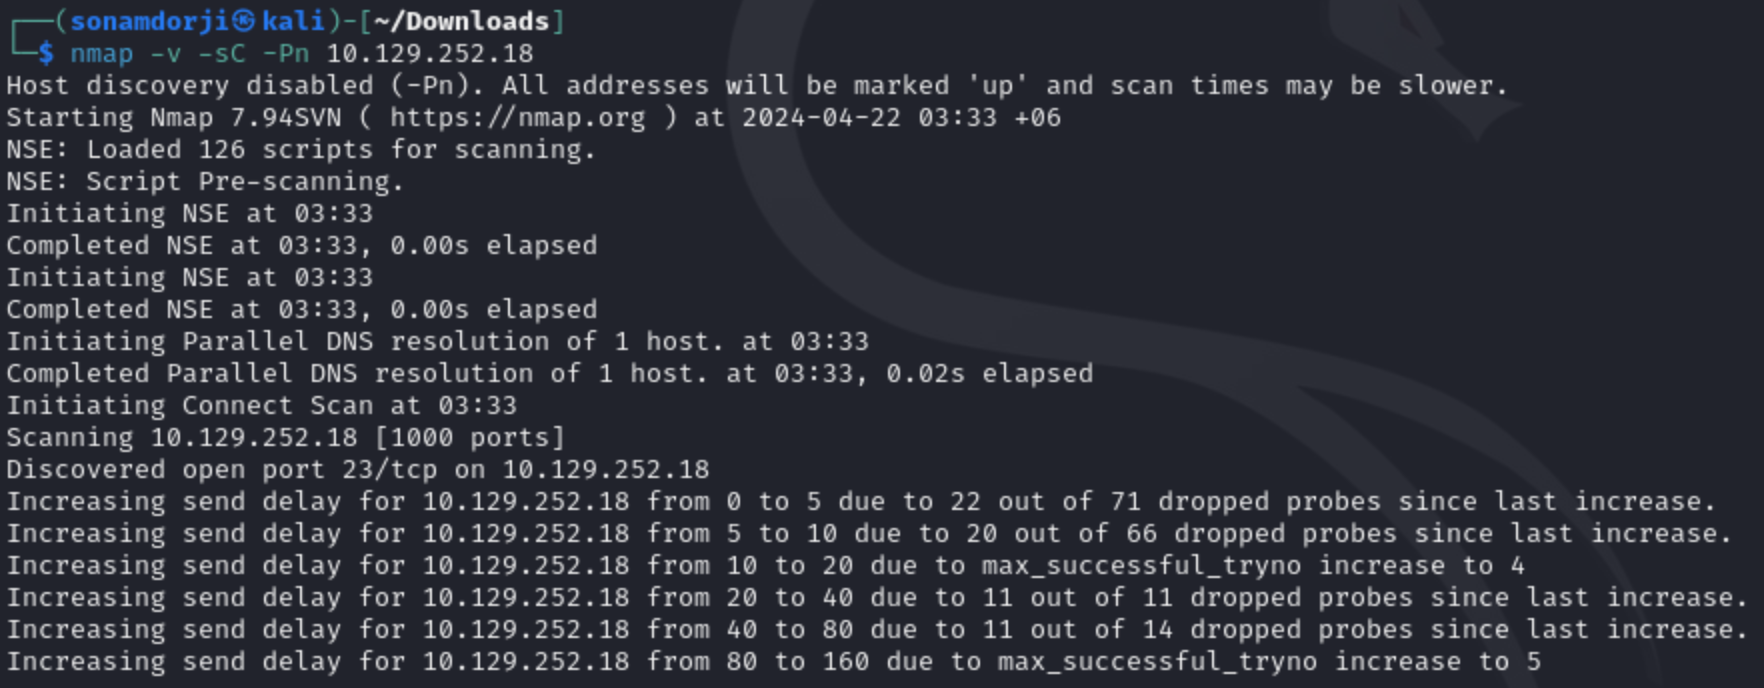 ┌──(sonamdorji㉿kali)-[~/Downloads]
└─$ nmap -v -sC -Pn 10.129.252.18
Host discovery disabled (-Pn). All addresses will be marked 'up' and scan times may be slower.
Starting Nmap 7.94SVN ( https://nmap.org ) at 2024-04-22 03:33 +06
NSE: Loaded 126 scripts for scanning.
NSE: Script Pre-scanning.
Initiating NSE at 03:33
Completed NSE at 03:33, 0.00s elapsed
Initiating NSE at 03:33
Completed NSE at 03:33, 0.00s elapsed
Initiating Parallel DNS resolution of 1 host. at 03:33
Completed Parallel DNS resolution of 1 host. at 03:33, 0.02s elapsed
Initiating Connect Scan at 03:33
Scanning 10.129.252.18 [1000 ports]
Discovered open port 23/tcp on 10.129.252.18
Increasing send delay for 10.129.252.18 from 0 to 5 due to 22 out of 71 dropped probes since last increase.
Increasing send delay for 10.129.252.18 from 5 to 10 due to 20 out of 66 dropped probes since last increase.
Increasing send delay for 10.129.252.18 from 10 to 20 due to max_successful_tryno increase to 4
Increasing send delay for 10.129.252.18 from 20 to 40 due to 11 out of 11 dropped probes since last increase.
Increasing send delay for 10.129.252.18 from 40 to 80 due to 11 out of 14 dropped probes since last increase.
Increasing send delay for 10.129.252.18 from 80 to 160 due to max_successful_tryno increase to 5